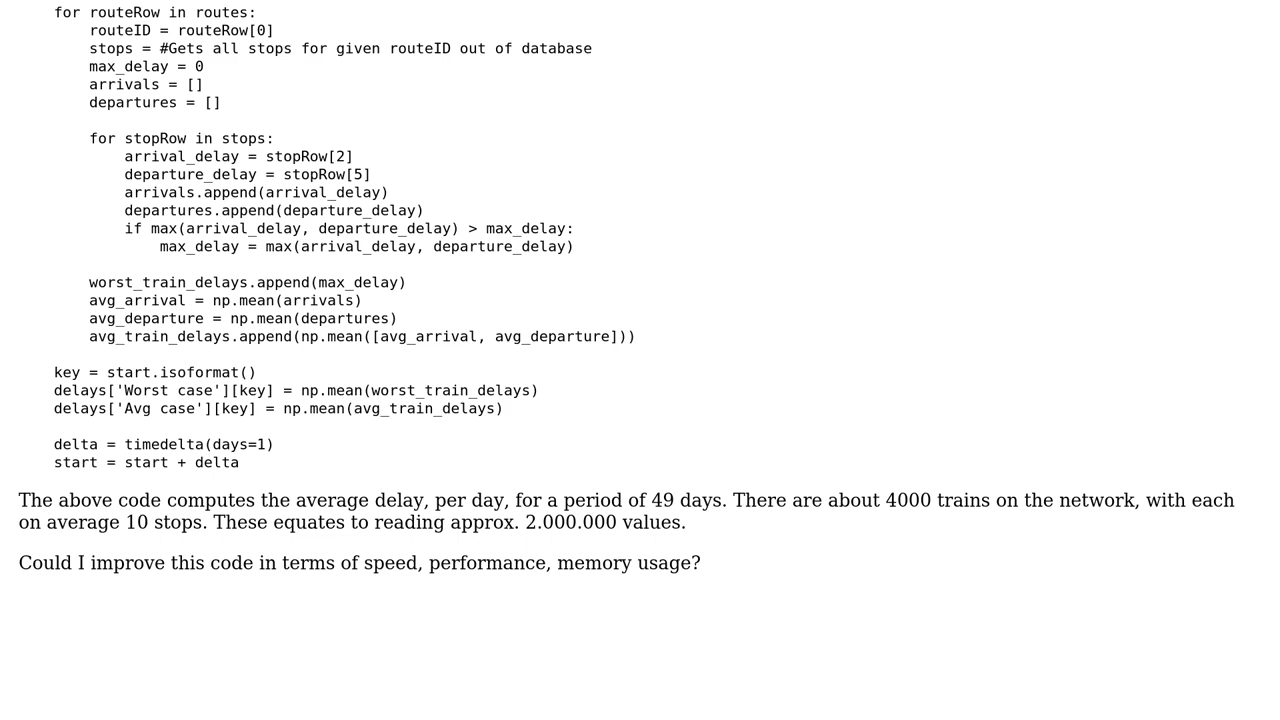 for routeRow in routes:
    routeID = routeRow[0]
    stops = #Gets all stops for given routeID out of database
    max_delay = 0
    arrivals = []
    departures = []

    for stopRow in stops:
        arrival_delay = stopRow[2]
        departure_delay = stopRow[5]
        arrivals.append(arrival_delay)
        departures.append(departure_delay)
        if max(arrival_delay, departure_delay) > max_delay:
            max_delay = max(arrival_delay, departure_delay)

    worst_train_delays.append(max_delay)
    avg_arrival = np.mean(arrivals)
    avg_departure = np.mean(departures)
    avg_train_delays.append(np.mean([avg_arrival, avg_departure]))

key = start.isoformat()
delays['Worst case'][key] = np.mean(worst_train_delays)
delays['Avg case'][key] = np.mean(avg_train_delays)

delta = timedelta(days=1)
start = start + delta

The above code computes the average delay, per day, for a period of 49 days. There are about 4000 trains on the network, with each
on average 10 stops. These equates to reading approx. 2.000.000 values.

Could I improve this code in terms of speed, performance, memory usage?